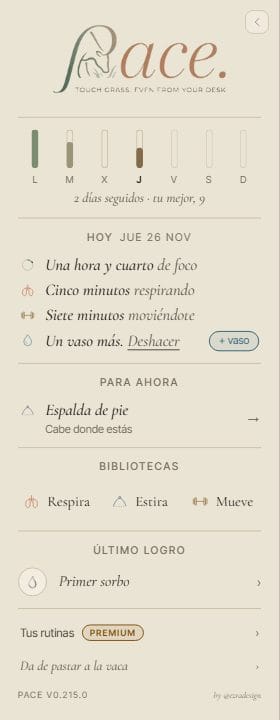 Pace.
TOUCH GRASS. EVEN FROM YOUR DESK
L M X J V S D
2 días seguidos · tu mejor, 9
HOY JUE 26 NOV
Una hora y cuarto de foco
Cinco minutos respirando
Siete minutos moviéndote
Un vaso más. Deshacer + vaso
PARA AHORA
Espalda de pie →
Cabe donde estás
BIBLIOTECAS
Respira Estira Mueve
ÚLTIMO LOGRO
Primer sorbo ›
Tus rutinas PREMIUM ›
Da de pastar a la vaca ›
PACE V0.215.0 by @ezradesign